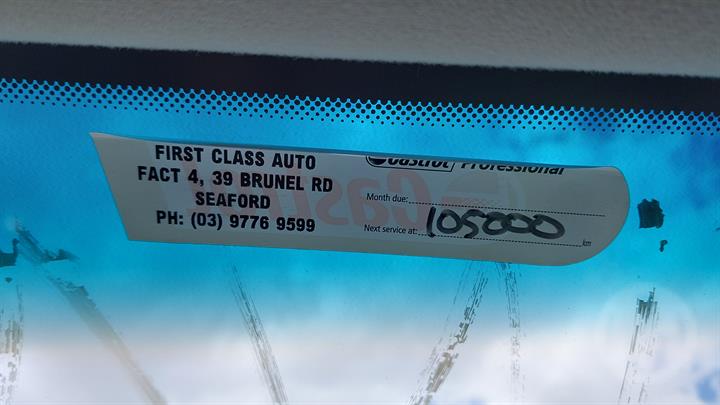 FIRST CLASS AUTO
FACT 4, 39 BRUNEL RD
SEAFORD
PH: (03) 9776 9599
Castrol Professional
Month due:
Next service at: 105000 km